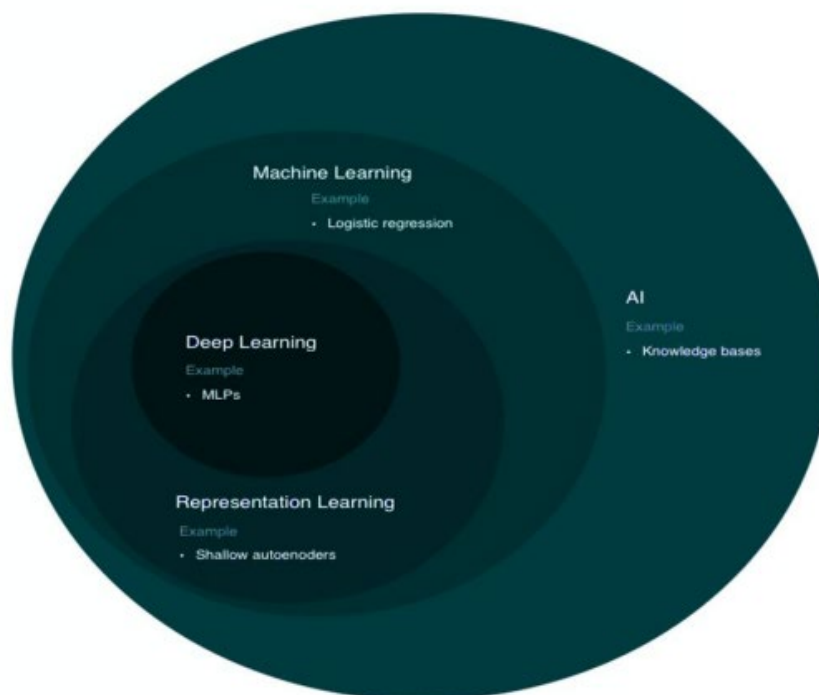 Machine Learning
Example
• Logistic regression
AI
Example
• Knowledge bases
Deep Learning
Example
• MLPs
Representation Learning
Example
• Shallow autoenoders